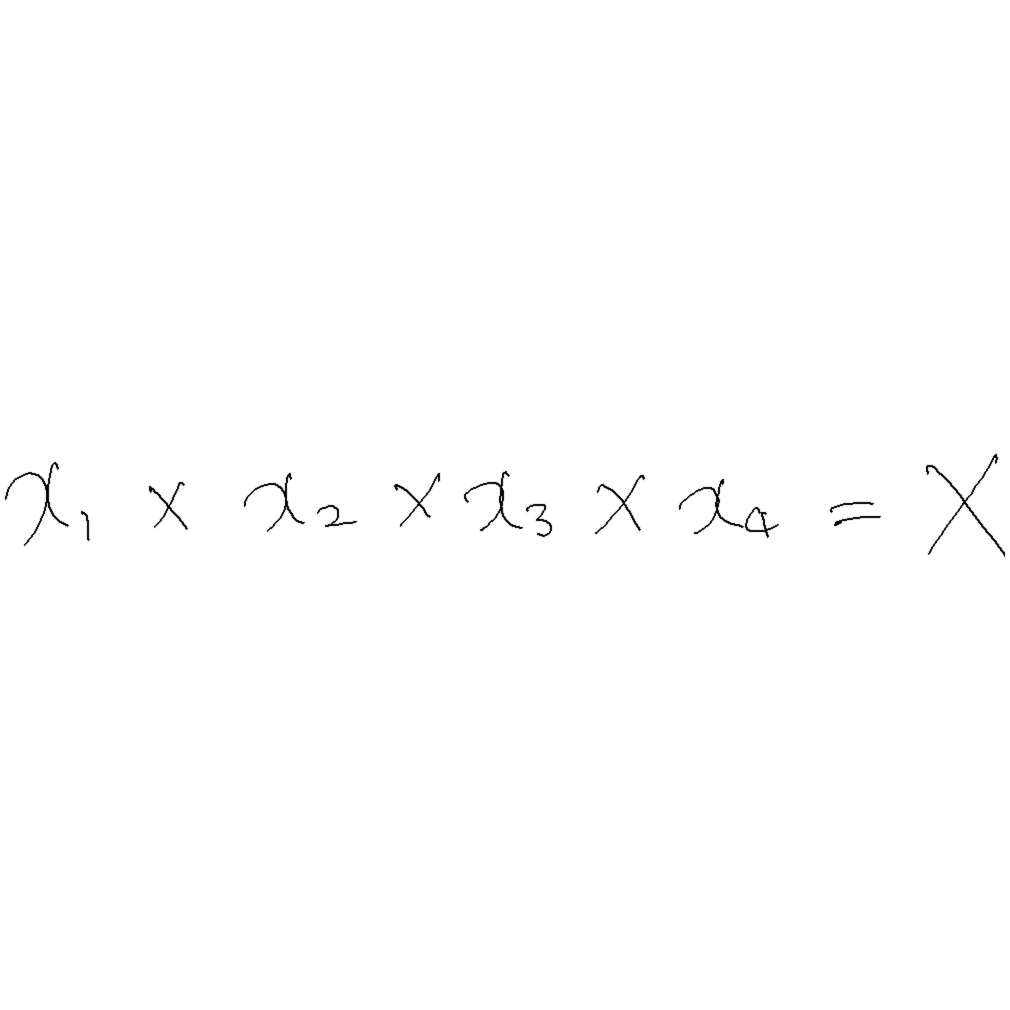 x₁ × x₂ × x₃ × x₄ = X